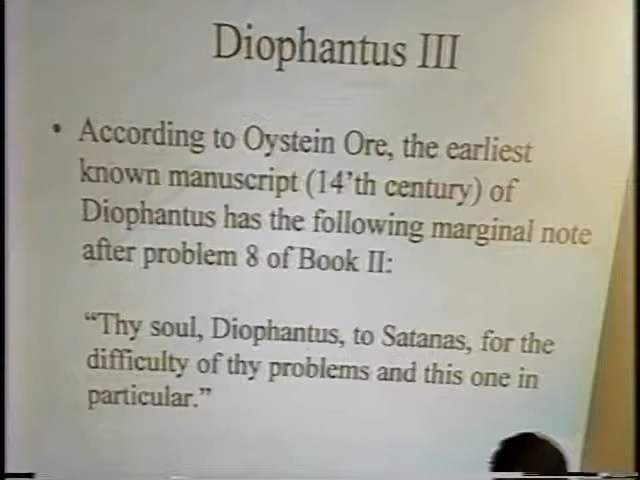 Diophantus III
• According to Oystein Ore, the earliest
known manuscript (14’th century) of
Diophantus has the following marginal note
after problem 8 of Book II:
“Thy soul, Diophantus, to Satanas, for the
difficulty of thy problems and this one in
particular.”